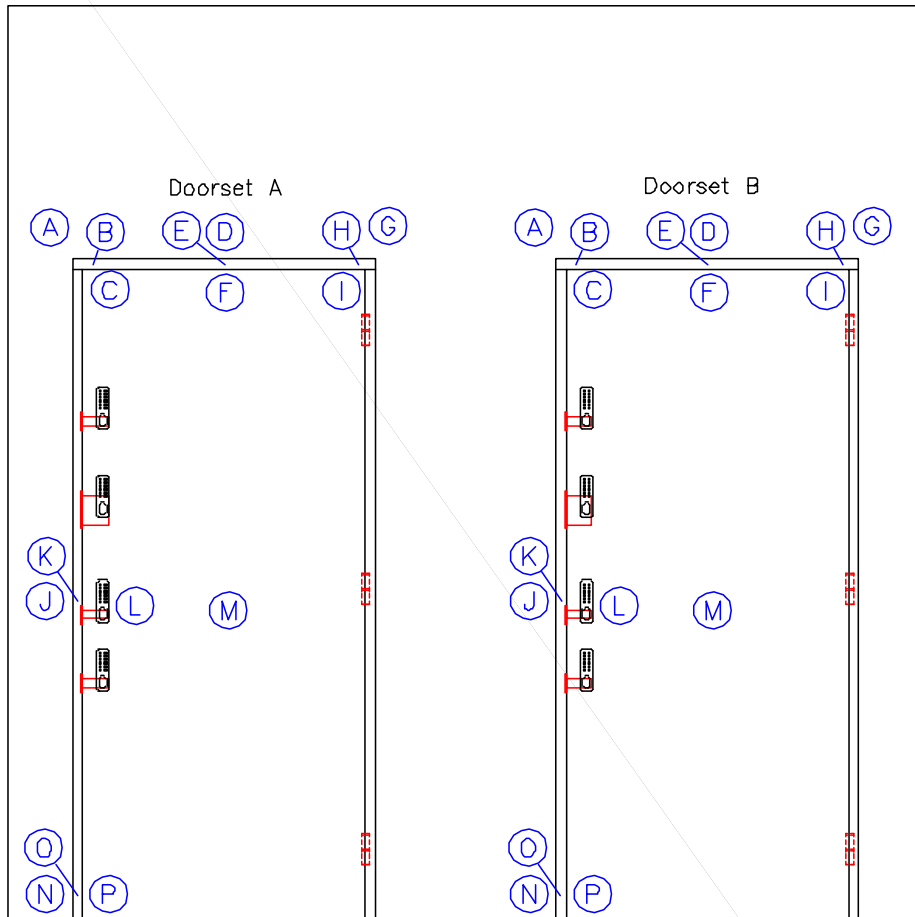 Doorset A
Doorset B
A B E D H G
A B E D H G
C F I
C F I
K
K
J L M
J L M
O
O
N P
N P